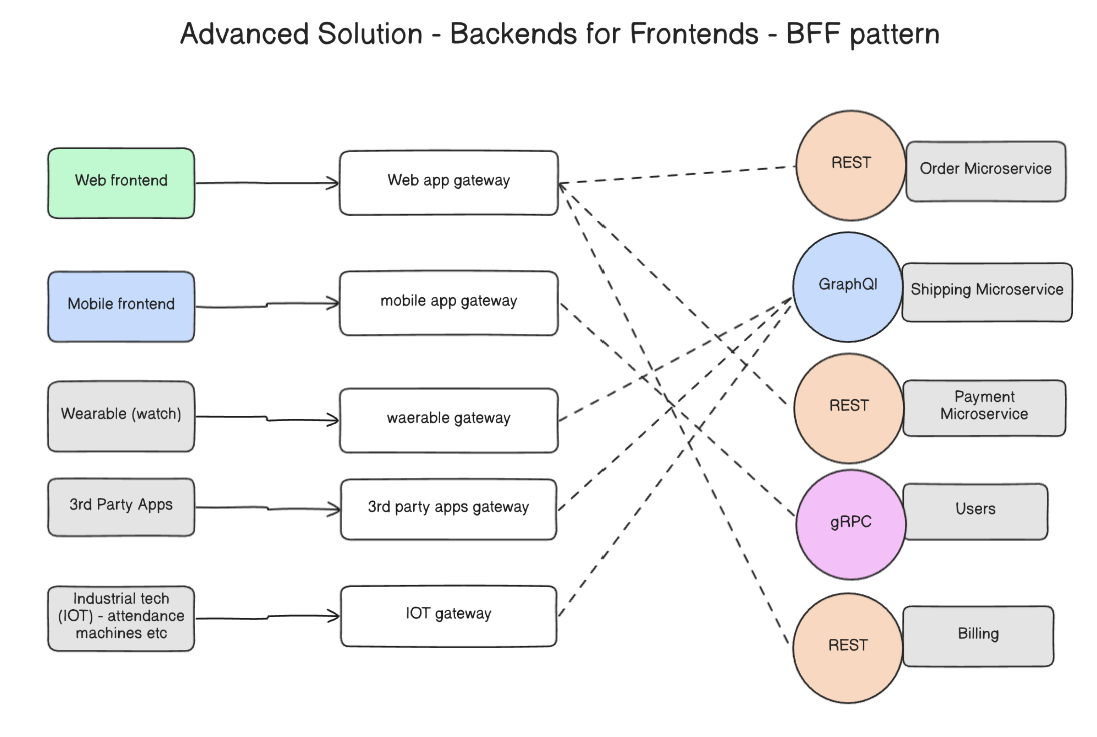 Advanced Solution - Backends for Frontends - BFF pattern
Web frontend
Web app gateway
REST
Order Microservice
Mobile frontend
mobile app gateway
GraphQl
Shipping Microservice
Wearable (watch)
waerable gateway
REST
Payment
Microservice
3rd Party Apps
3rd party apps gateway
gRPC
Users
Industrial tech
(IOT) - attendance
machines etc
IOT gateway
REST
Billing